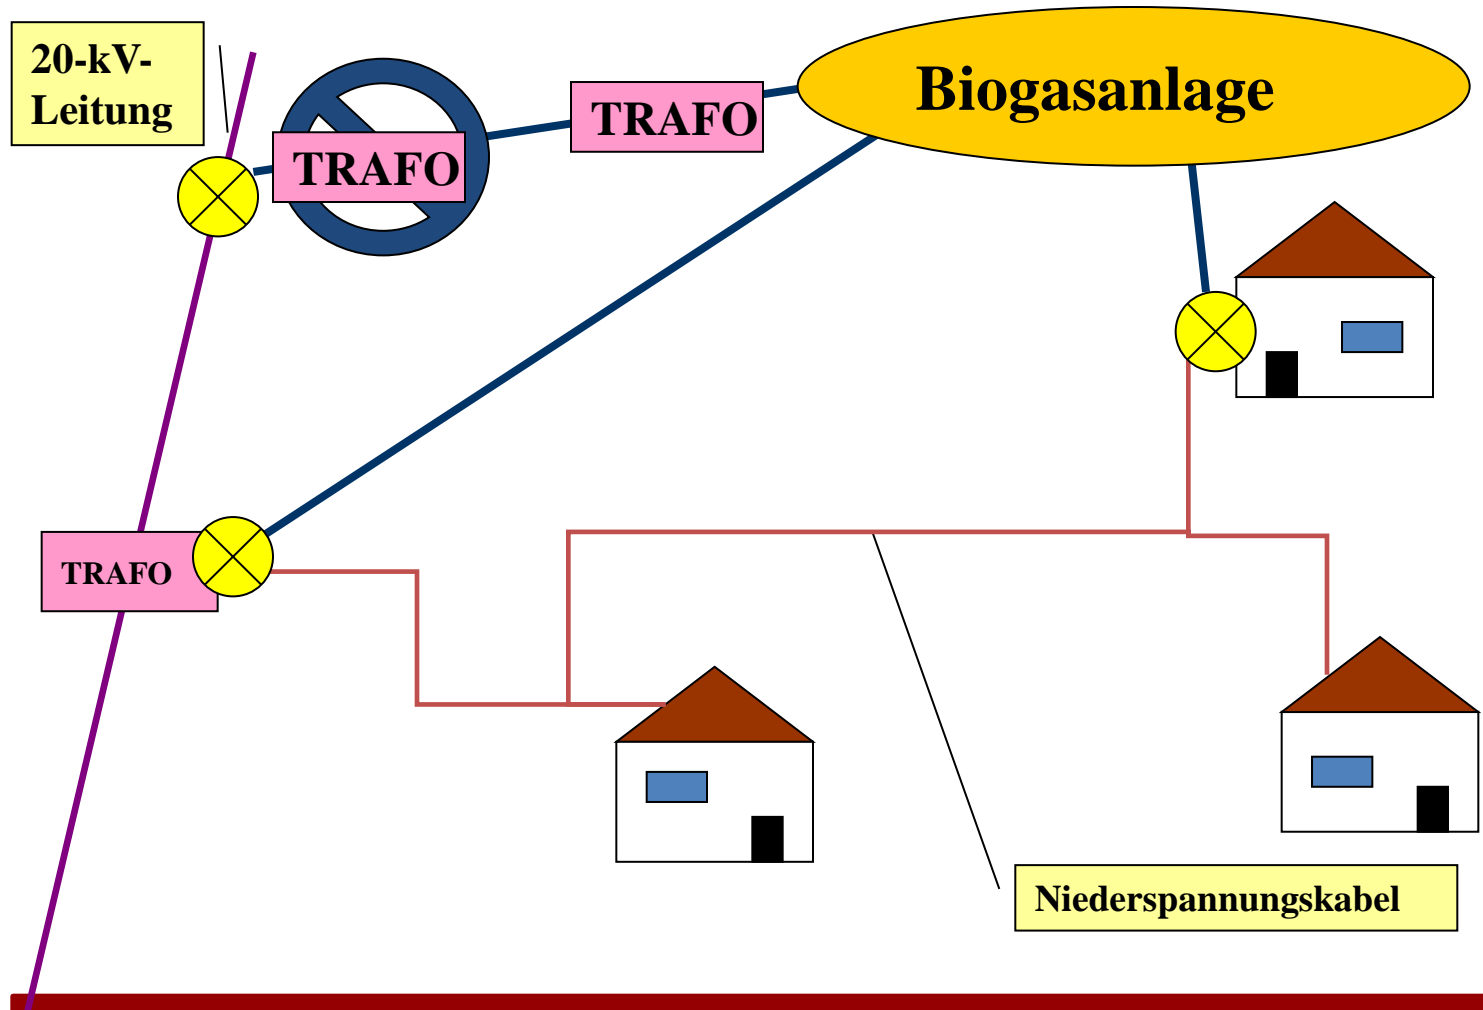 20-kV-
Leitung
TRAFO
TRAFO
Biogasanlage
TRAFO
Niederspannungskabel